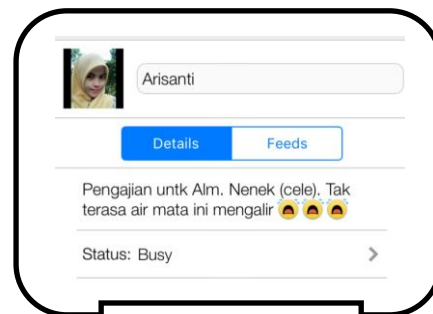 Arisanti
Details Feeds
Pengajian untk Alm. Nenek (cele). Tak
terasa air mata ini mengalir 😭 😭 😭
Status: Busy